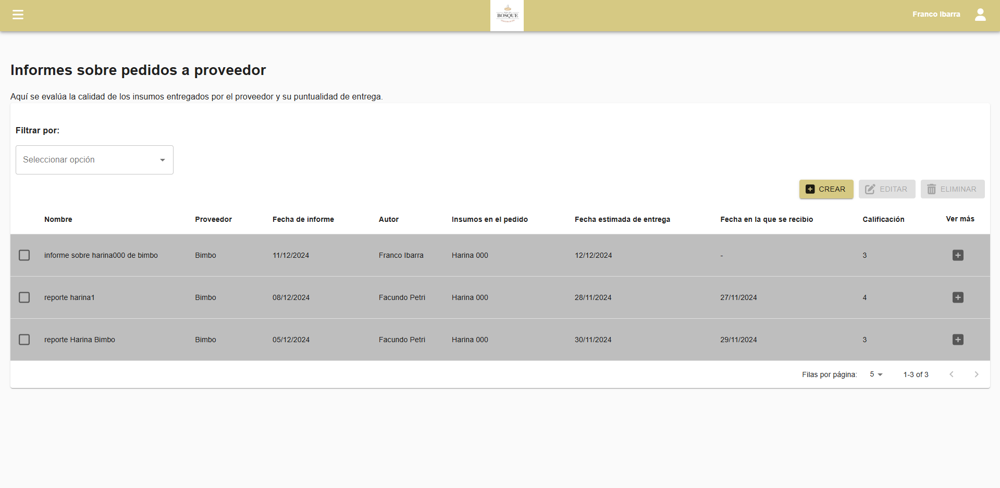 BOSQUE
Franco Ibarra
Informes sobre pedidos a proveedor
Aquí se evalúa la calidad de los insumos entregados por el proveedor y su puntualidad de entrega.
Filtrar por:
Seleccionar opción
CREAR EDITAR ELIMINAR
Nombre Proveedor Fecha de informe Autor Insumos en el pedido Fecha estimada de entrega Fecha en la que se recibio Calificación Ver más
informe sobre harina000 de bimbo Bimbo 11/12/2024 Franco Ibarra Harina 000 12/12/2024 - 3
reporte harina1 Bimbo 08/12/2024 Facundo Petri Harina 000 28/11/2024 27/11/2024 4
reporte Harina Bimbo Bimbo 05/12/2024 Facundo Petri Harina 000 30/11/2024 29/11/2024 3
Filas por página: 5 1-3 of 3